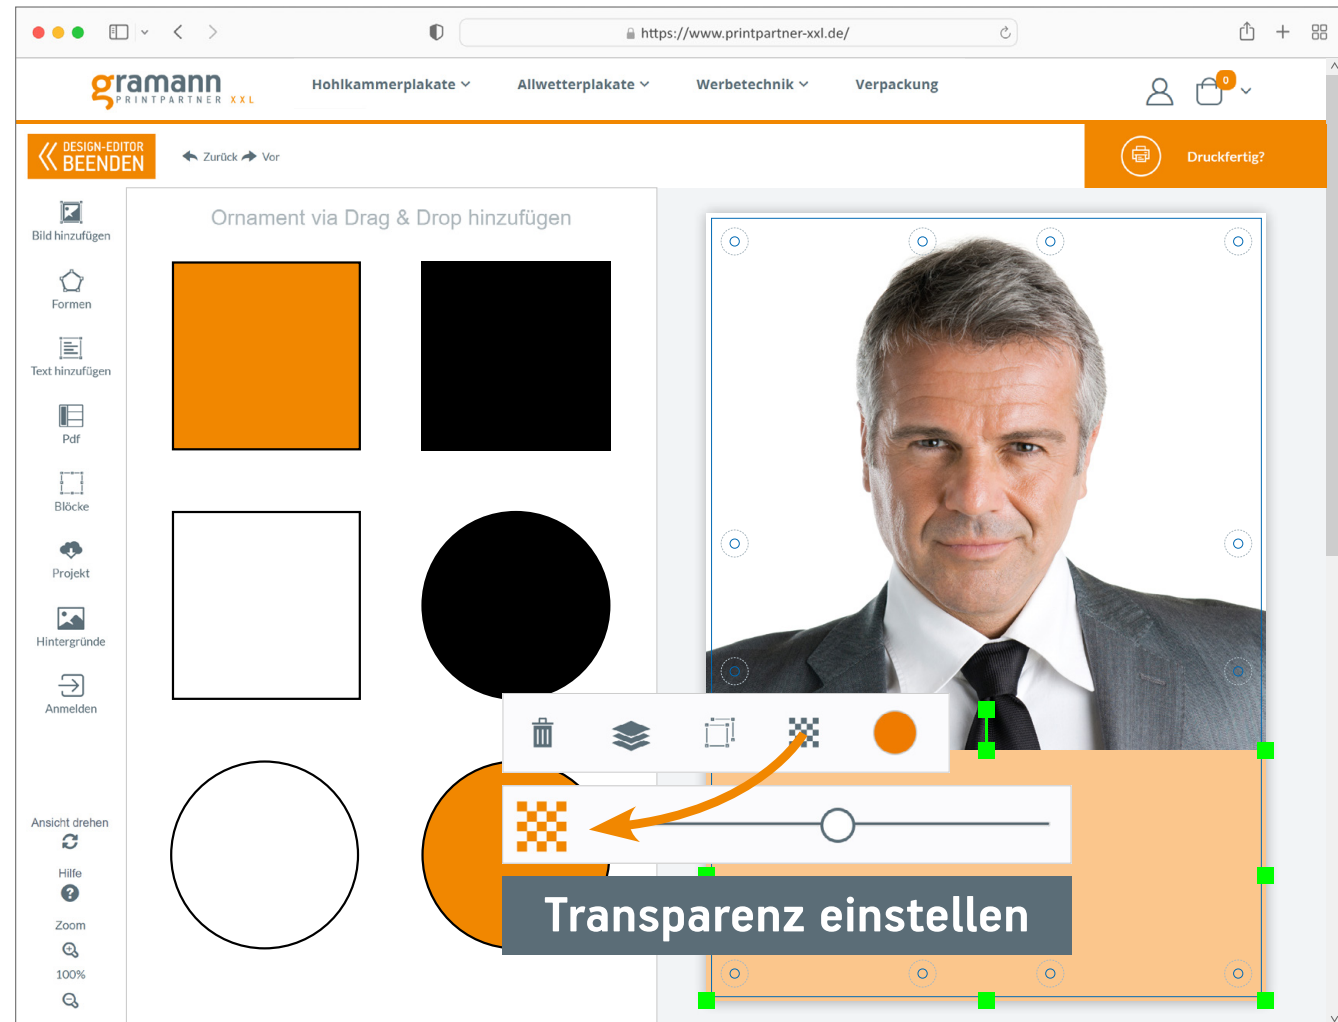 https://www.printpartner-xxl.de/
gramann
PRINTPARTNER XXL
Hohlkammerplakate
Allwetterplakate
Werbetechnik
Verpackung
0
DESIGN-EDITOR
BEENDEN
Zurück
Vor
Druckfertig?
Bild hinzufügen
Formen
Text hinzufügen
Pdf
Blöcke
Projekt
Hintergründe
Anmelden
Ansicht drehen
Hilfe
?
Zoom
100%
Ornament via Drag & Drop hinzufügen
Transparenz einstellen